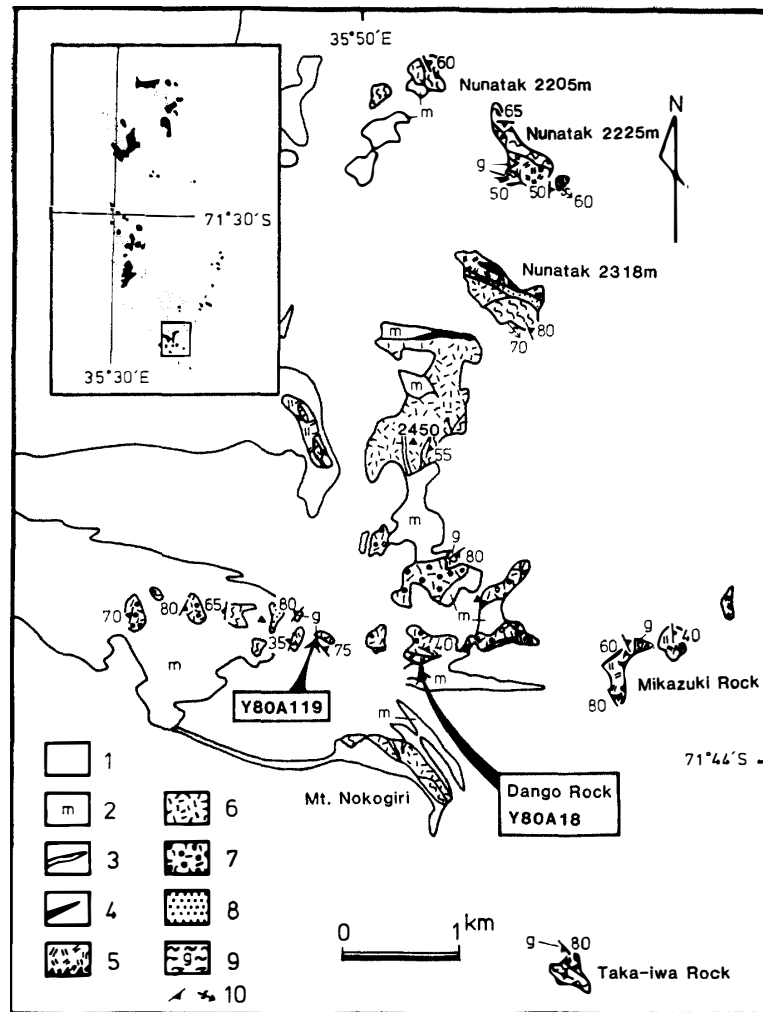 35°50′E
60
Nunatak 2205m
m
65
Nunatak 2225m
N
g
50
50
60
71°30′S
35°30′E
Nunatak 2318m
80
70
m
m
2450
55
m
g
80
m
70
80
65
80
g
35
75
40
m
m
60
g
40
80
Mikazuki Rock
Y80A119
m
71°44′S
Mt. Nokogiri
Dango Rock
Y80A18
1
m 2
3
4
5
6
7
8
g 9
10
0 1 km
g
80
Taka-iwa Rock